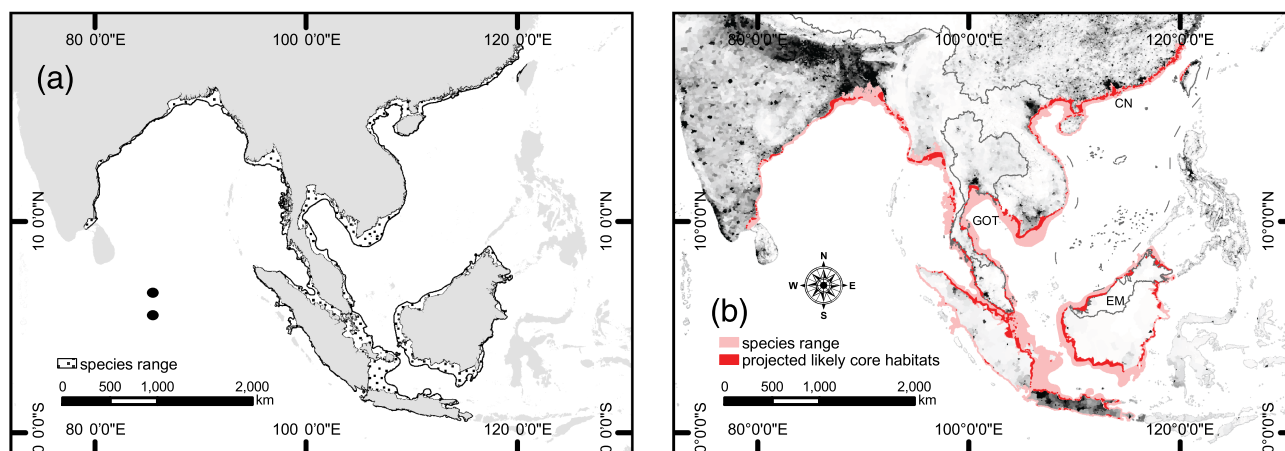 80 0'0"E 100 0'0"E 120 0'0"E
(a)
10 0'0"N
10 0'0"N
species range
0 500 1,000 2,000
km
0 0'0"S
0 0'0"S
80 0'0"E 100 0'0"E 120 0'0"E
80°0'0"E 100°0'0"E 120°0'0"E
CN
10°0'0"N
10°0'0"N
GOT
N
W E
S
EM
(b)
species range
projected likely core habitats
0 500 1,000 2,000
km
0°0'0"S
0°0'0"S
80°0'0"E 100°0'0"E 120°0'0"E